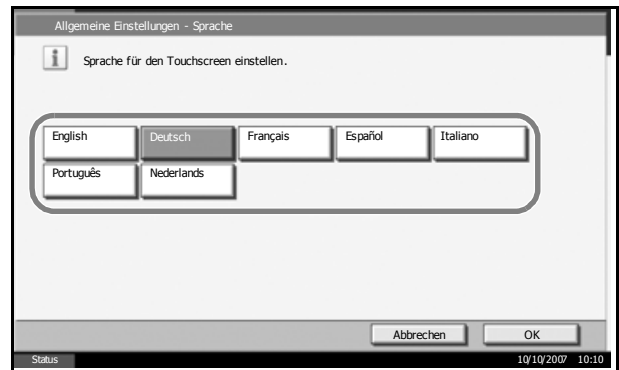 Allgemeine Einstellungen - Sprache
Sprache für den Touchscreen einstellen.
English Deutsch Français Español Italiano
Português Nederlands
Abbrechen OK
Status 10/10/2007 10:10